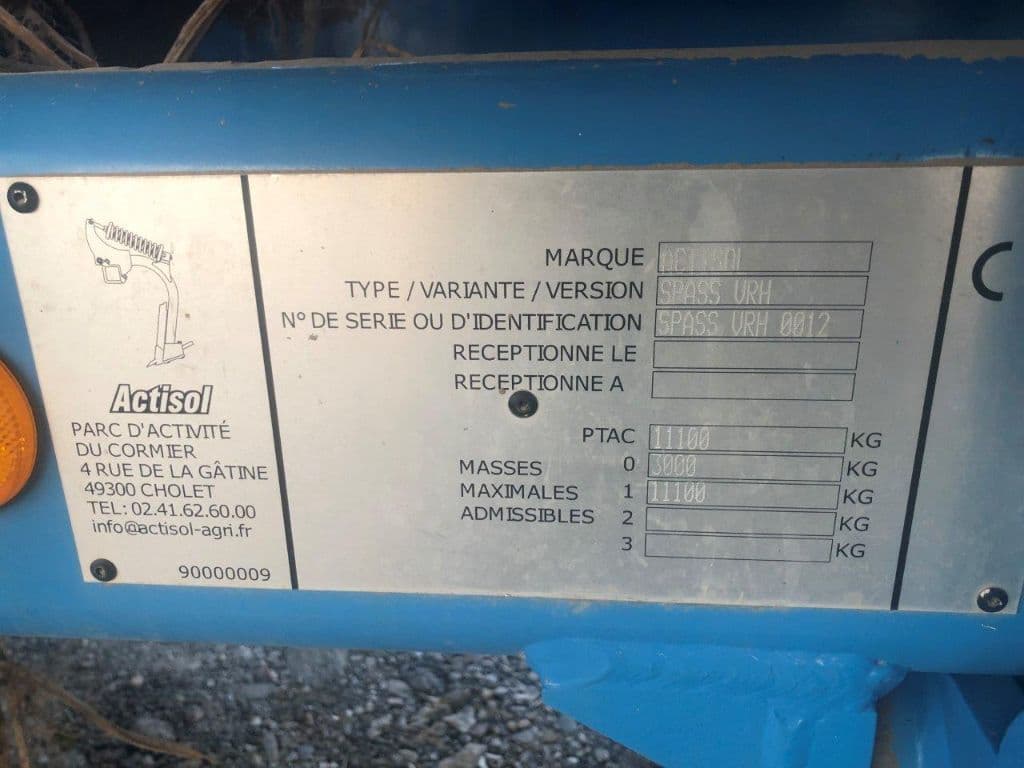 Actisol
PARC D'ACTIVITÉ
DU CORMIER
4 RUE DE LA GÂTINE
49300 CHOLET
TEL: 02.41.62.60.00
info@actisol-agri.fr
90000009
MARQUE ACTISOL
TYPE / VARIANTE / VERSION SPASS VRH
N° DE SERIE OU D'IDENTIFICATION SPASS VRH 0012
RECEPTIONNE LE
RECEPTIONNE A
PTAC 11100 KG
MASSES
MAXIMALES
ADMISSIBLES
0 3000 KG
1 11100 KG
2 KG
3 KG
C